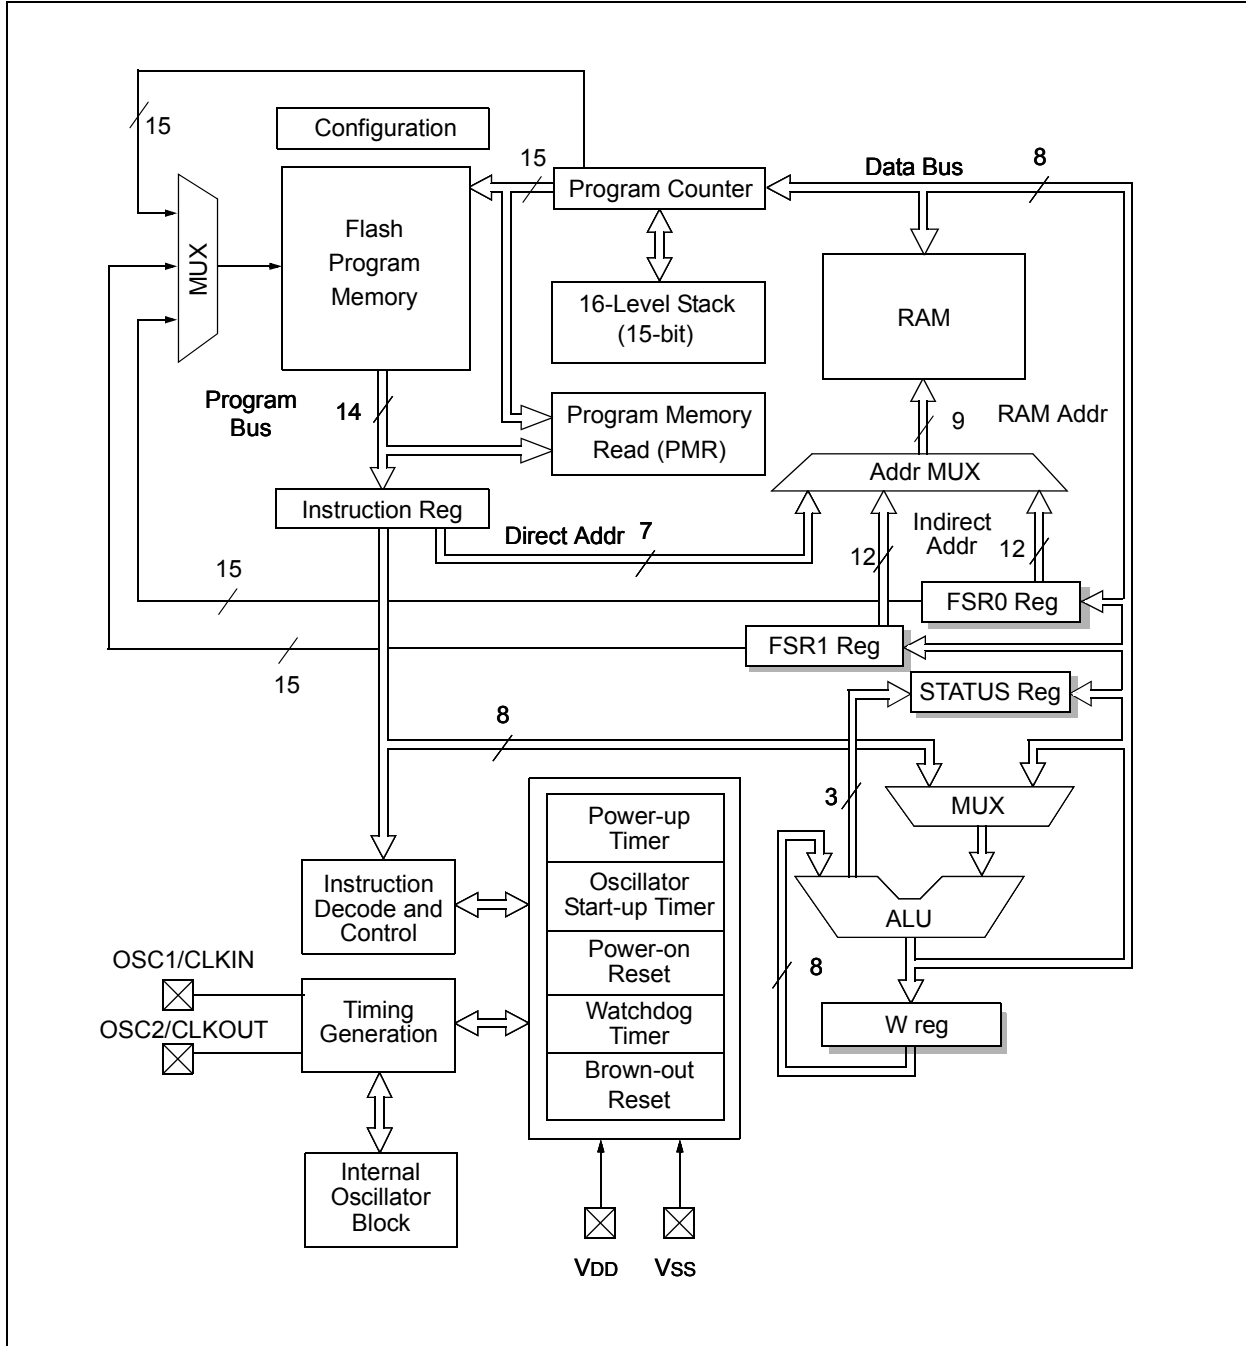 15
Configuration
15
Program Counter
Data Bus
8
MUX
Flash
Program
Memory
16-Level Stack
(15-bit)
RAM
Program
Bus
14
Program Memory
Read (PMR)
9
RAM Addr
Addr MUX
Instruction Reg
Direct Addr
7
Indirect
Addr
12
12
15
FSR0 Reg
FSR1 Reg
15
STATUS Reg
8
3
MUX
Power-up
Timer
Instruction
Decode and
Control
Oscillator
Start-up Timer
ALU
OSC1/CLKIN
Power-on
Reset
8
OSC2/CLKOUT
Timing
Generation
Watchdog
Timer
W reg
Brown-out
Reset
Internal
Oscillator
Block
VDD
VSS